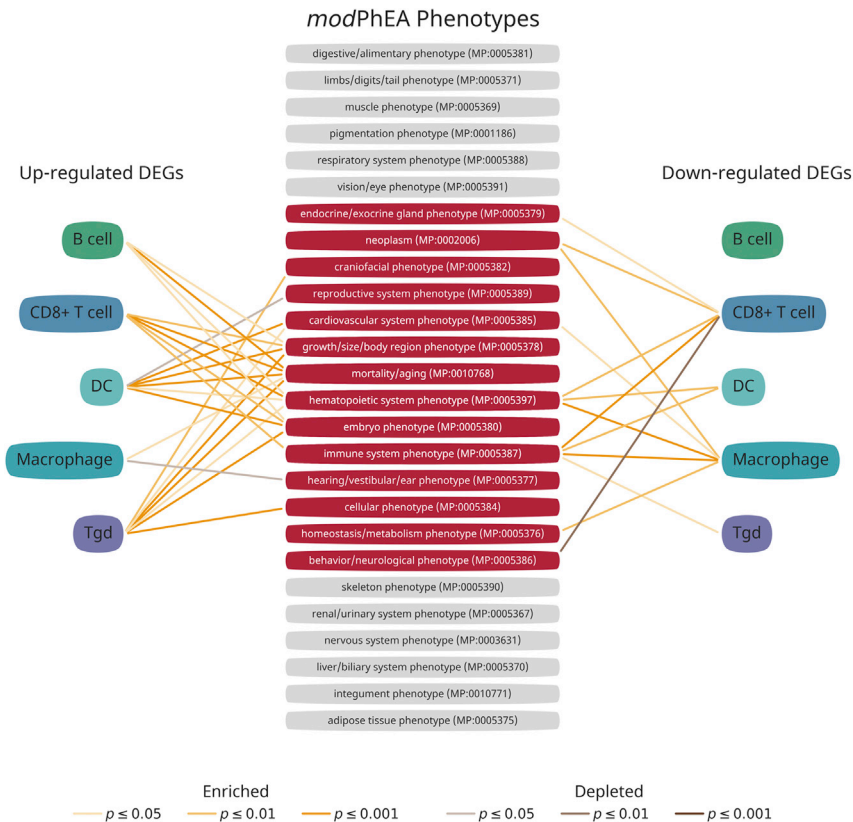 modPhEA Phenotypes
digestive/alimentary phenotype (MP:0005381)
limbs/digits/tail phenotype (MP:0005371)
muscle phenotype (MP:0005369)
pigmentation phenotype (MP:0001186)
respiratory system phenotype (MP:0005388)
vision/eye phenotype (MP:0005391)
endocrine/exocrine gland phenotype (MP:0005379)
neoplasm (MP:0002006)
craniofacial phenotype (MP:0005382)
reproductive system phenotype (MP:0005389)
cardiovascular system phenotype (MP:0005385)
growth/size/body region phenotype (MP:0005378)
mortality/aging (MP:0010768)
hematopoietic system phenotype (MP:0005397)
embryo phenotype (MP:0005380)
immune system phenotype (MP:0005387)
hearing/vestibular/ear phenotype (MP:0005377)
cellular phenotype (MP:0005384)
homeostasis/metabolism phenotype (MP:0005376)
behavior/neurological phenotype (MP:0005386)
skeleton phenotype (MP:0005390)
renal/urinary system phenotype (MP:0005367)
nervous system phenotype (MP:0003631)
liver/biliary system phenotype (MP:0005370)
integument phenotype (MP:0010771)
adipose tissue phenotype (MP:0005375)
Up-regulated DEGs
B cell
CD8+ T cell
DC
Macrophage
Tgd
Down-regulated DEGs
B cell
CD8+ T cell
DC
Macrophage
Tgd
Enriched
p ≤ 0.05
p ≤ 0.01
p ≤ 0.001
Depleted
p ≤ 0.05
p ≤ 0.01
p ≤ 0.001